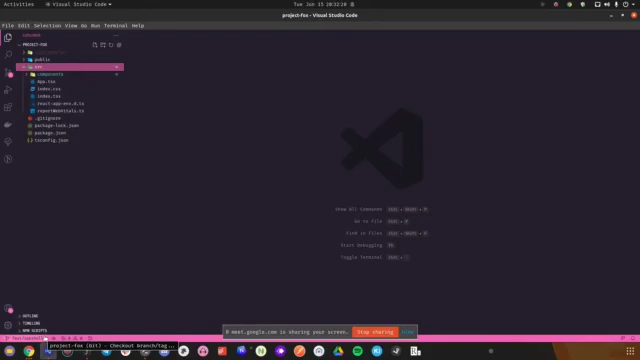 Activities
Visual Studio Code
Tue Jun 15 10:32:20
project-fox - Visual Studio Code
File Edit Selection View Go Run Terminal Help
EXPLORER
PROJECT-FOX
public
src
components
App.tsx
index.css
index.tsx
react-app-env.d.ts
reportWebVitals.ts
.gitignore
package-lock.json
package.json
tsconfig.json
Show All Commands
Go to File
Find in Files
Start Debugging
Toggle Terminal
OUTLINE
TIMELINE
NPM SCRIPTS
meet.google.com is sharing your screen.
Stop sharing
Hide
project-fox (Git) - Checkout branch/tag...